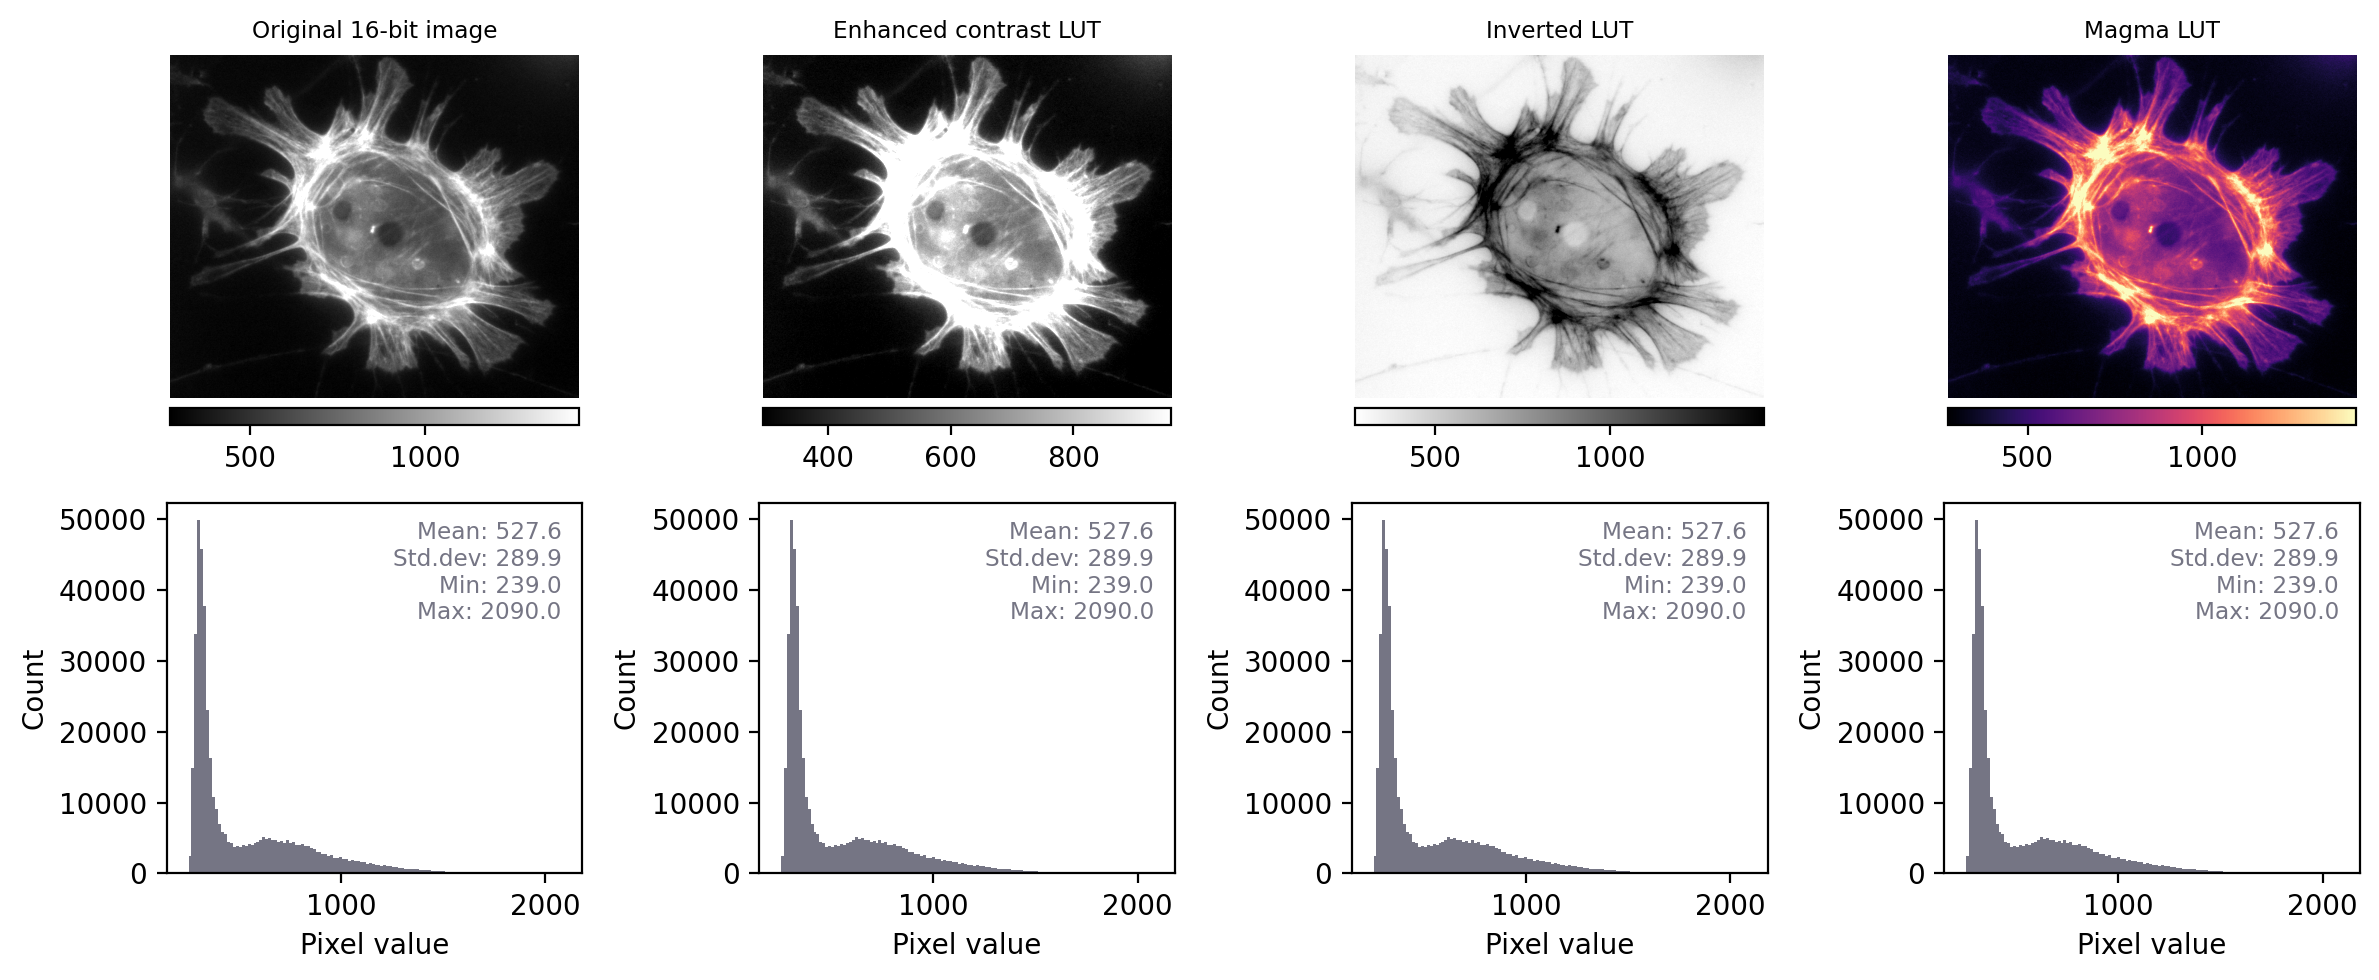 Original 16-bit image
Enhanced contrast LUT
Inverted LUT
Magma LUT
500 1000
400 600 800
500 1000
500 1000
50000
40000
30000
20000
10000
0
Count
Mean: 527.6
Std.dev: 289.9
Min: 239.0
Max: 2090.0
1000 2000
Pixel value
50000
40000
30000
20000
10000
0
Count
Mean: 527.6
Std.dev: 289.9
Min: 239.0
Max: 2090.0
1000 2000
Pixel value
50000
40000
30000
20000
10000
0
Count
Mean: 527.6
Std.dev: 289.9
Min: 239.0
Max: 2090.0
1000 2000
Pixel value
50000
40000
30000
20000
10000
0
Count
Mean: 527.6
Std.dev: 289.9
Min: 239.0
Max: 2090.0
1000 2000
Pixel value